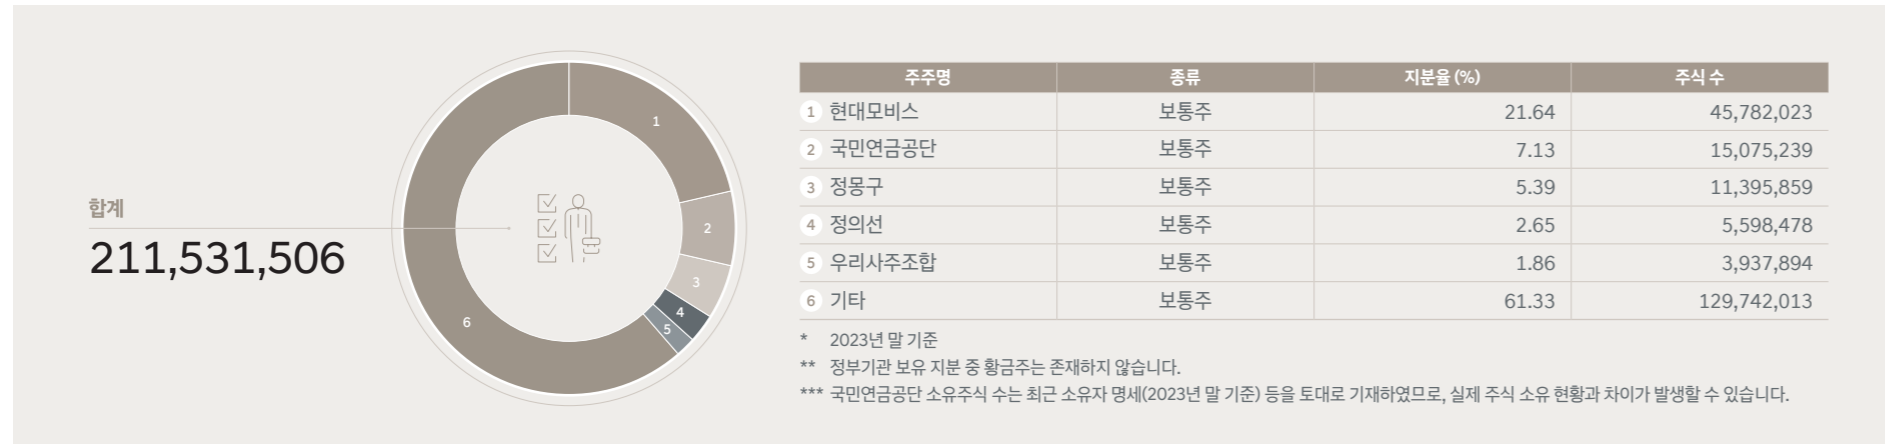 합계
211,531,506
1
2
3
4
5
6
주주명 종류 지분율 (%) 주식 수
1 현대모비스 보통주 21.64 45,782,023
2 국민연금공단 보통주 7.13 15,075,239
3 정몽구 보통주 5.39 11,395,859
4 정의선 보통주 2.65 5,598,478
5 우리사주조합 보통주 1.86 3,937,894
6 기타 보통주 61.33 129,742,013
* 2023년 말 기준
** 정부기관 보유 지분 중 황금주는 존재하지 않습니다.
*** 국민연금공단 소유주식 수는 최근 소유자 명세(2023년 말 기준) 등을 토대로 기재하였므로, 실제 주식 소유 현황과 차이가 발생할 수 있습니다.